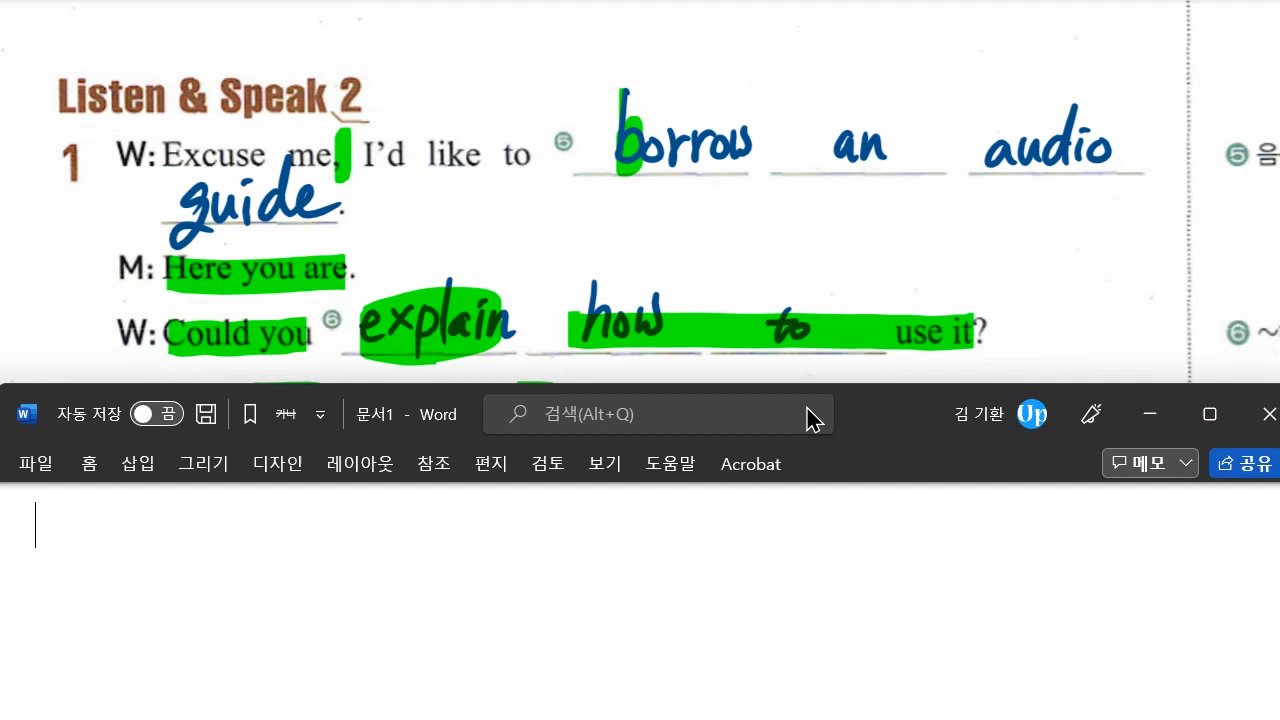 Listen & Speak 2
1 W: Excuse me, I'd like to ⑤ borrow an audio ⑤ 음
guide.
M: Here you are.
W: Could you ⑥ explain how to use it? ⑥ ~
자동 저장 끔 가나 문서1 - Word 검색(Alt+Q) 김 기환 Up
파일 홈 삽입 그리기 디자인 레이아웃 참조 편지 검토 보기 도움말 Acrobat 메모 공유